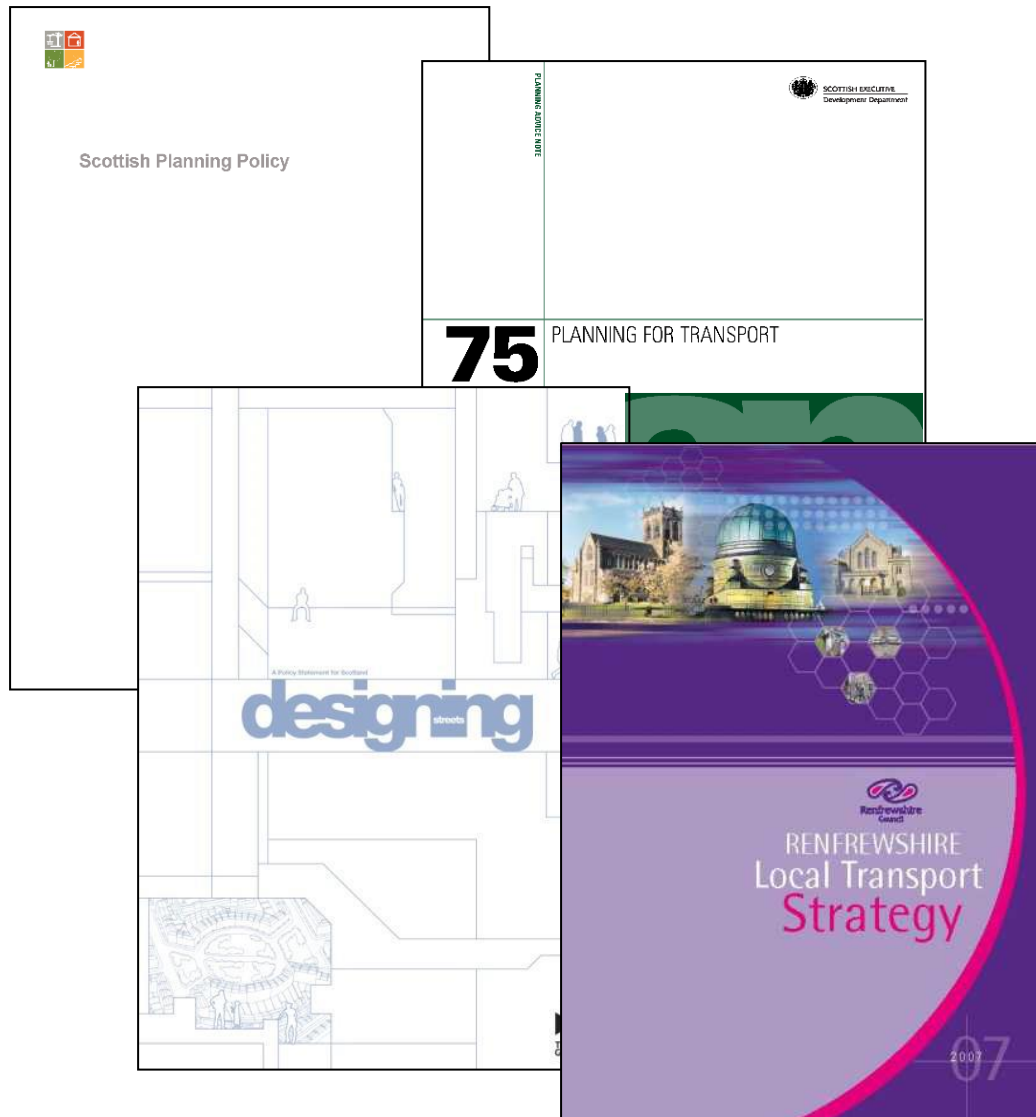 Scottish Planning Policy
PLANNING ADVICE NOTE
SCOTTISH EXECUTIVE
Development Department
75 PLANNING FOR TRANSPORT
A Policy Statement for Scotland
designing
streets
Renfrewshire
Council
RENFREWSHIRE
Local Transport
Strategy
2007
07